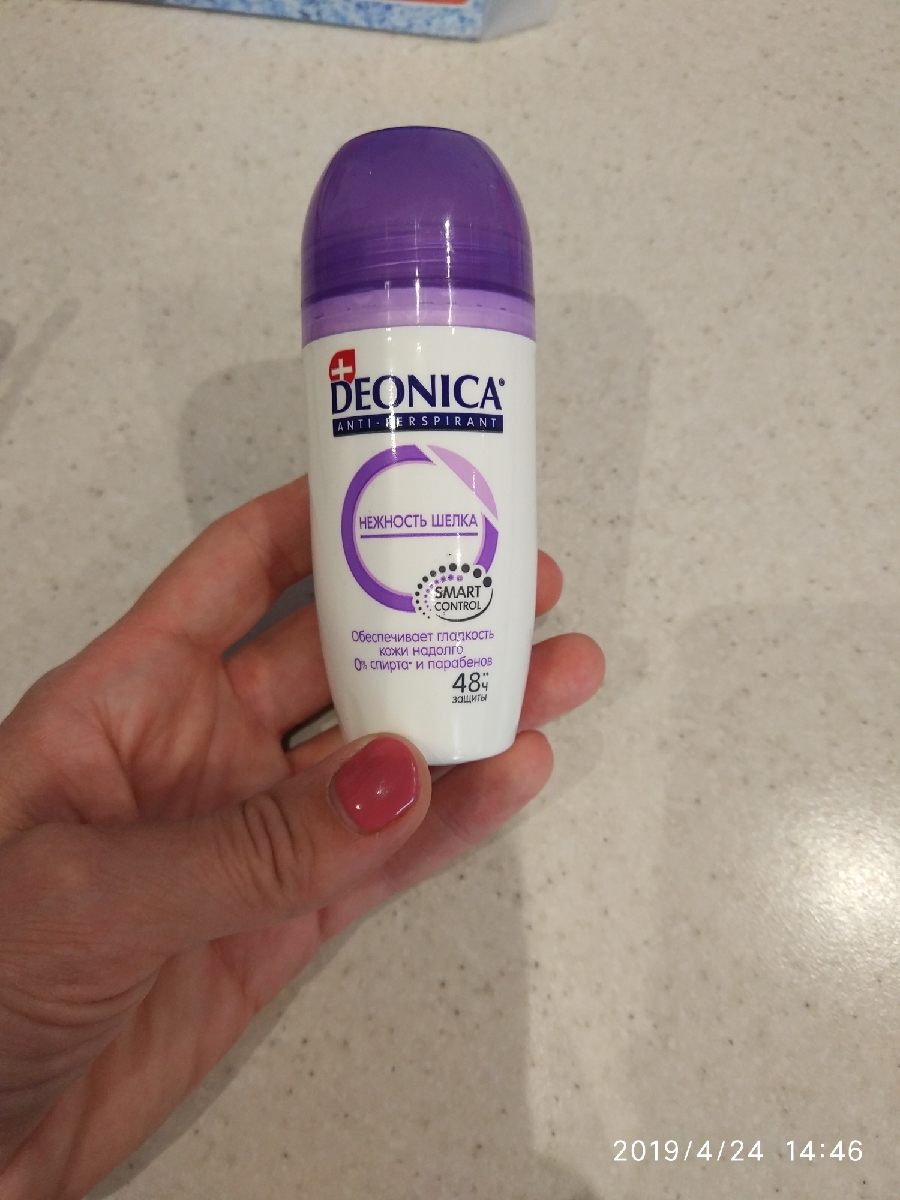 DEONICA®
ANTI-PERSPIRANT
НЕЖНОСТЬ ШЕЛКА
SMART
CONTROL
Обеспечивает гладкость
кожи надолго
0% спирта* и парабенов
48ч**
защиты
2019/4/24 14:46